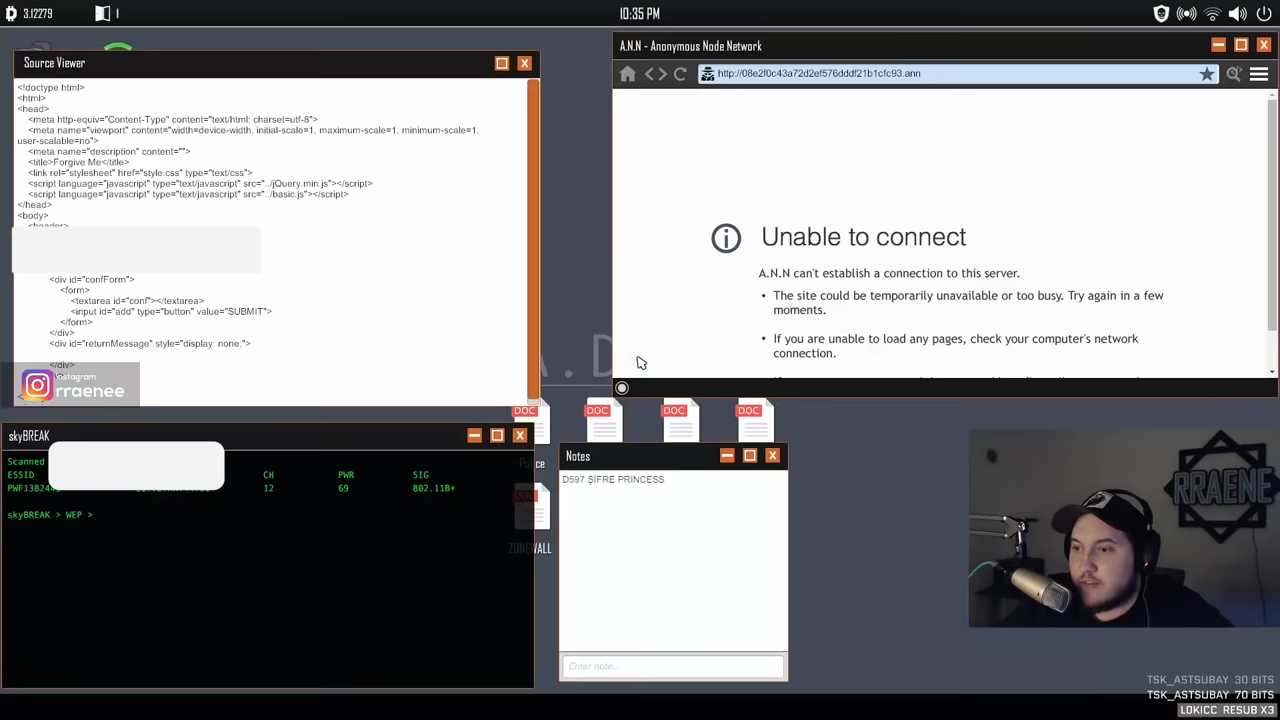 3.12279
1
10:35 PM
Source Viewer
<!doctype html>
<html>
<head>
<meta http-equiv="Content-Type" content="text/html; charset=utf-8">
<meta name="viewport" content="width=device-width, initial-scale=1, maximum-scale=1, minimum-scale=1,
user-scalable=no">
<meta name="description" content="">
<title>Forgive Me</title>
<link rel="stylesheet" href="style.css" type="text/css">
<script language="javascript" type="text/javascript" src="../jQuery.min.js"></script>
<script language="javascript" type="text/javascript" src="../basic.js"></script>
</head>
<body>
<header>
<div id="confForm">
<form>
<textarea id="conf"></textarea>
<input id="add" type="button" value="SUBMIT">
</form>
</div>
<div id="returnMessage" style="display: none;">
</div>
Instagram
rraenee
A.N.N - Anonymous Node Network
http://08e2f0c43a72d2ef576dddf21b1cfc93.ann
Unable to connect
A.N.N can't establish a connection to this server.
• The site could be temporarily unavailable or too busy. Try again in a few
moments.
• If you are unable to load any pages, check your computer's network
connection.
A.D
DOC
DOC
DOC
DOC
DOC
skyBREAK
Scanned
ESSID CH PWR SIG
12 69 802.11B+
skyBREAK > WEP >
Notes
D597 ŞİFRE PRINCESS
Enter note...
RRAENE
TSK_ASTSUBAY 30 BITS
TSK_ASTSUBAY 70 BITS
LOKICC RESUB X3